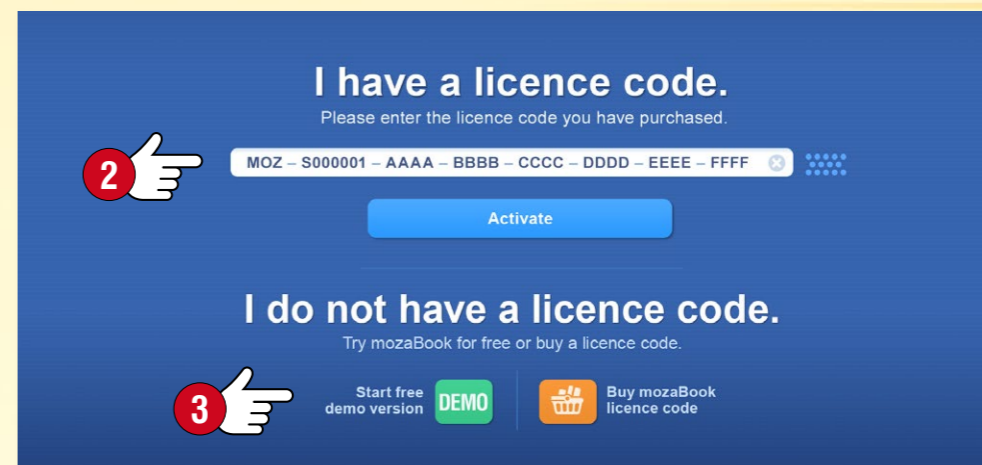 I have a licence code.
Please enter the licence code you have purchased.
2
MOZ – S000001 – AAAA – BBBB – CCCC – DDDD – EEEE – FFFF
Activate
I do not have a licence code.
Try mozaBook for free or buy a licence code.
3
Start free
demo version
DEMO
Buy mozaBook
licence code